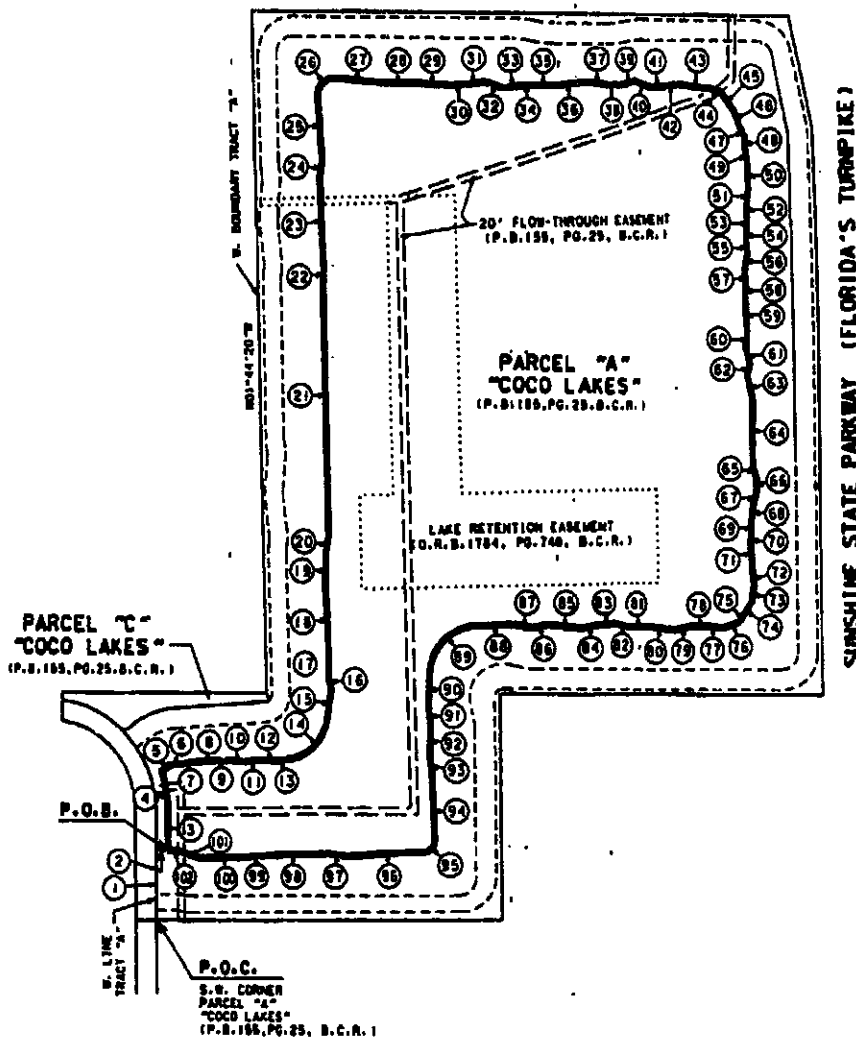 26 27 28 29 31 33 35 37 39 41 43
30 32 34 36 38 40 42 44 45
25
46
47 48
24
49 50
W. BOUNDARY TRACT "A"
51 52
23
20' FLOW-THROUGH EASEMENT
(P.B.155, PG.25, B.C.R.)
53 54
55 56
22
57 58
59
SUNSHINE STATE PARKWAY (FLORIDA'S TURNPIKE)
60
61
PARCEL "A"
"COCO LAKES"
(P.B.155,PG.25.B.C.R.)
62 63
N01°44'20"W
21
64
65 66
67 68
LAKE RETENTION EASEMENT
PG.748, B.C.R.)
69 70
20
71
19
72
73
18
87 85 83 81 78 75 74
88 86 84 82 80 79 77 76
PARCEL "C"
"COCO LAKES"
(P.B.155,PG.25.B.C.R.)
89
17
16 90
15
91
14
92
5 6 8 10 12
7 9 11 13
93
4
P.O.B.
94
3
101
2
102 100 99 98 97 96 95
1
W. LINE
TRACT "A"
P.O.C.
S.W. CORNER
PARCEL "A"
"COCO LAKES"
(P.B.155,PG.25, B.C.R.)